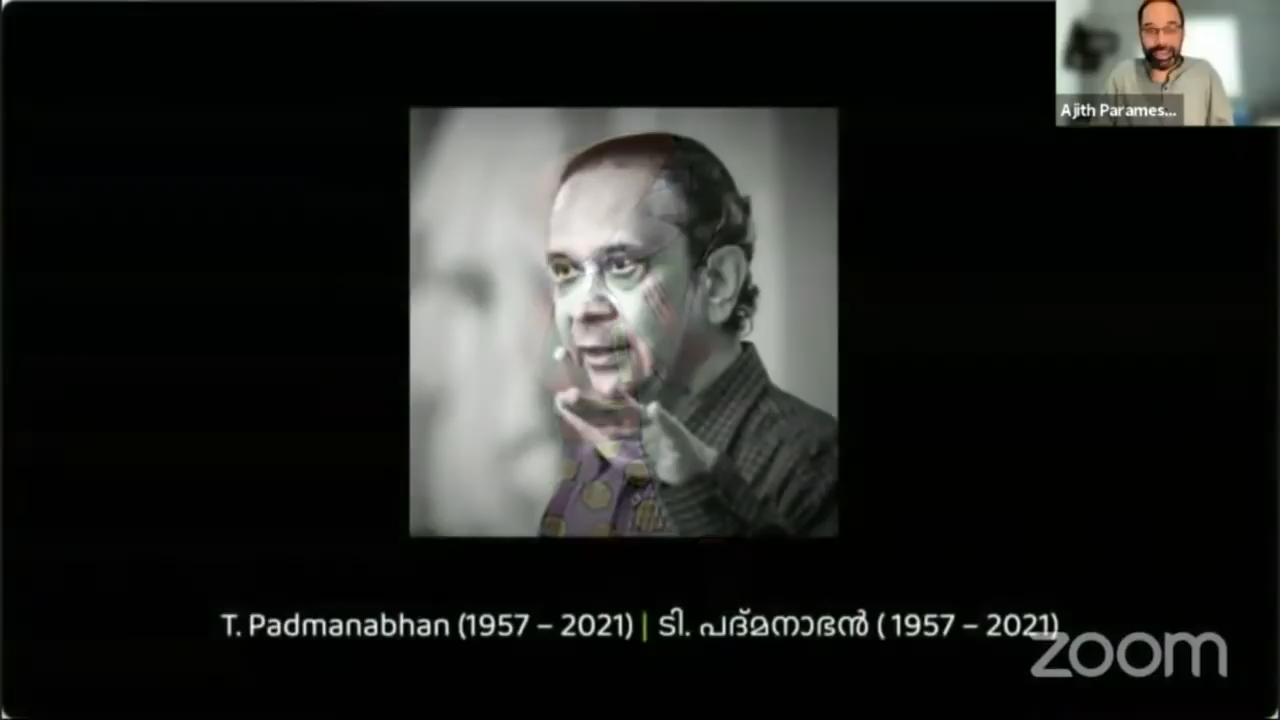 Ajith Parames...
T. Padmanabhan (1957 – 2021) | ടി. പദ്മനാഭൻ ( 1957 – 2021)
zoom